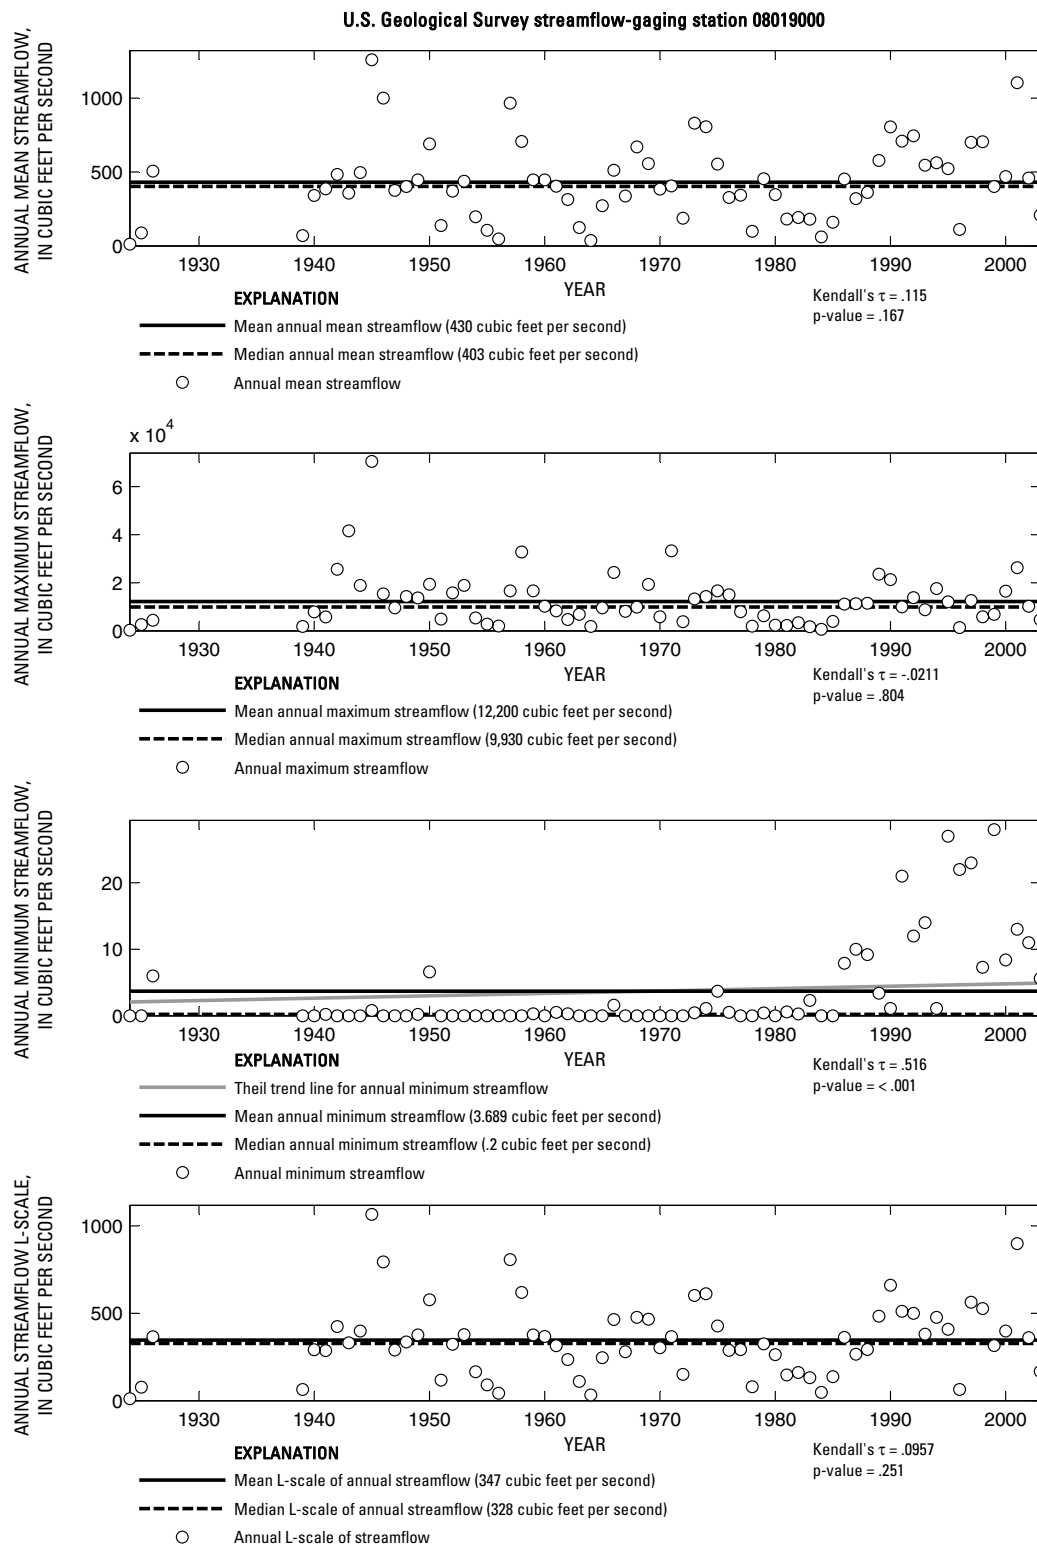 U.S. Geological Survey streamflow-gaging station 08019000
ANNUAL MEAN STREAMFLOW,
IN CUBIC FEET PER SECOND
1000
500
0
1930 1940 1950 1960 1970 1980 1990 2000
YEAR
EXPLANATION
Mean annual mean streamflow (430 cubic feet per second)
Median annual mean streamflow (403 cubic feet per second)
Annual mean streamflow
Kendall's τ = .115
p-value = .167
ANNUAL MAXIMUM STREAMFLOW,
IN CUBIC FEET PER SECOND
x 10^4
6
4
2
0
1930 1940 1950 1960 1970 1980 1990 2000
YEAR
EXPLANATION
Mean annual maximum streamflow (12,200 cubic feet per second)
Median annual maximum streamflow (9,930 cubic feet per second)
Annual maximum streamflow
Kendall's τ = -.0211
p-value = .804
ANNUAL MINIMUM STREAMFLOW,
IN CUBIC FEET PER SECOND
20
10
0
1930 1940 1950 1960 1970 1980 1990 2000
YEAR
EXPLANATION
Theil trend line for annual minimum streamflow
Mean annual minimum streamflow (3.689 cubic feet per second)
Median annual minimum streamflow (.2 cubic feet per second)
Annual minimum streamflow
Kendall's τ = .516
p-value = < .001
ANNUAL STREAMFLOW L-SCALE,
IN CUBIC FEET PER SECOND
1000
500
0
1930 1940 1950 1960 1970 1980 1990 2000
YEAR
EXPLANATION
Mean L-scale of annual streamflow (347 cubic feet per second)
Median L-scale of annual streamflow (328 cubic feet per second)
Annual L-scale of streamflow
Kendall's τ = .0957
p-value = .251